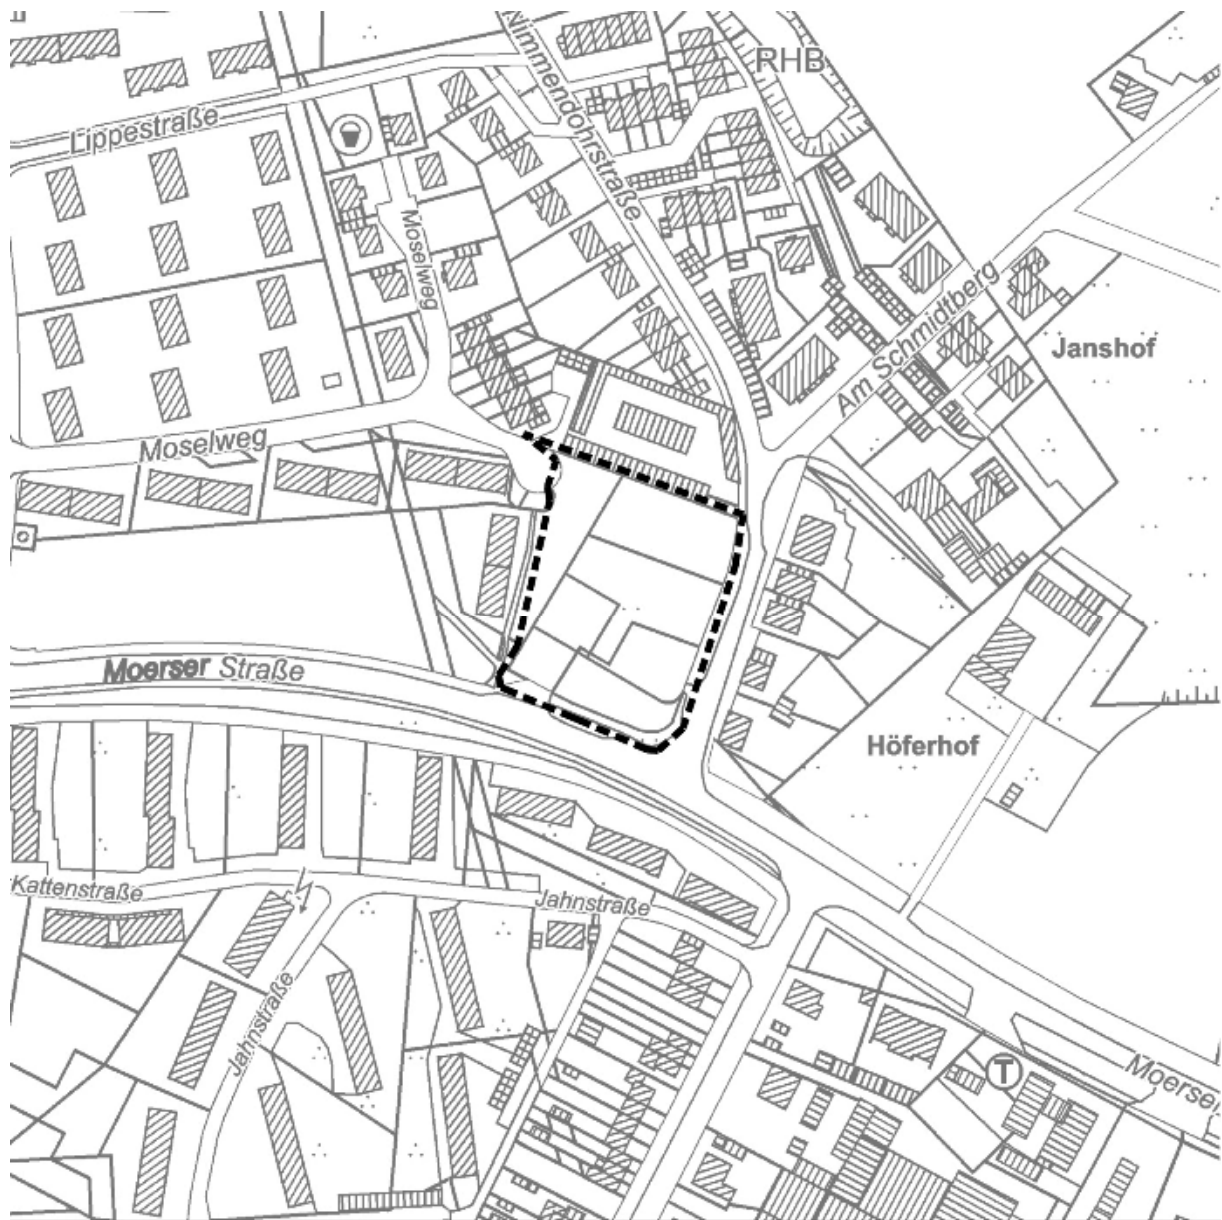 Nimmendohrstraße
RHB
Lippestraße
Moselweg
Am Schmidtberg
Janshof
Moselweg
Moerser Straße
Höferhof
Kattenstraße
Jahnstraße
Jahnstraße
T
Moerser